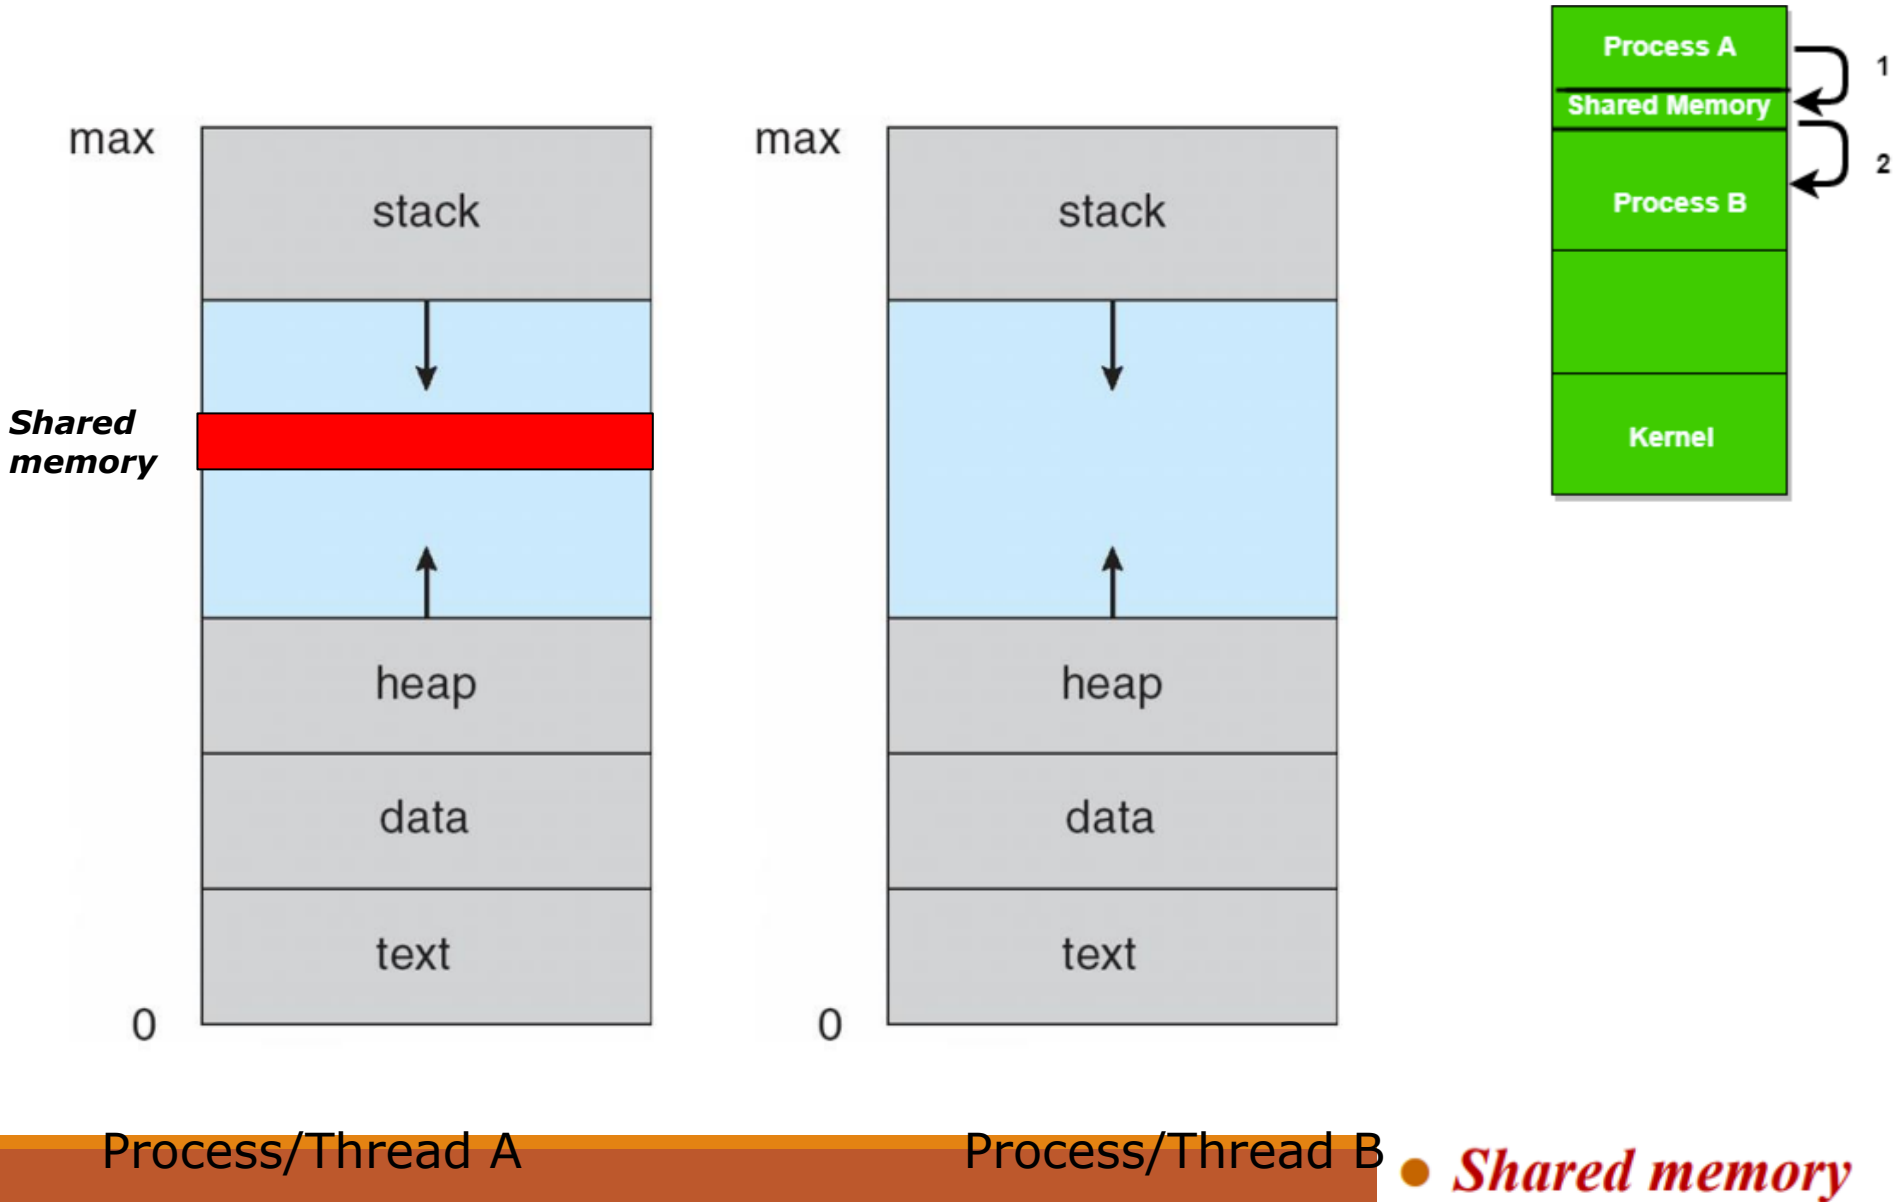 max
stack
Shared
memory
heap
data
text
0
Process/Thread A
max
stack
heap
data
text
0
Process/Thread B
Process A
1
Shared Memory
2
Process B
Kernel
• Shared memory